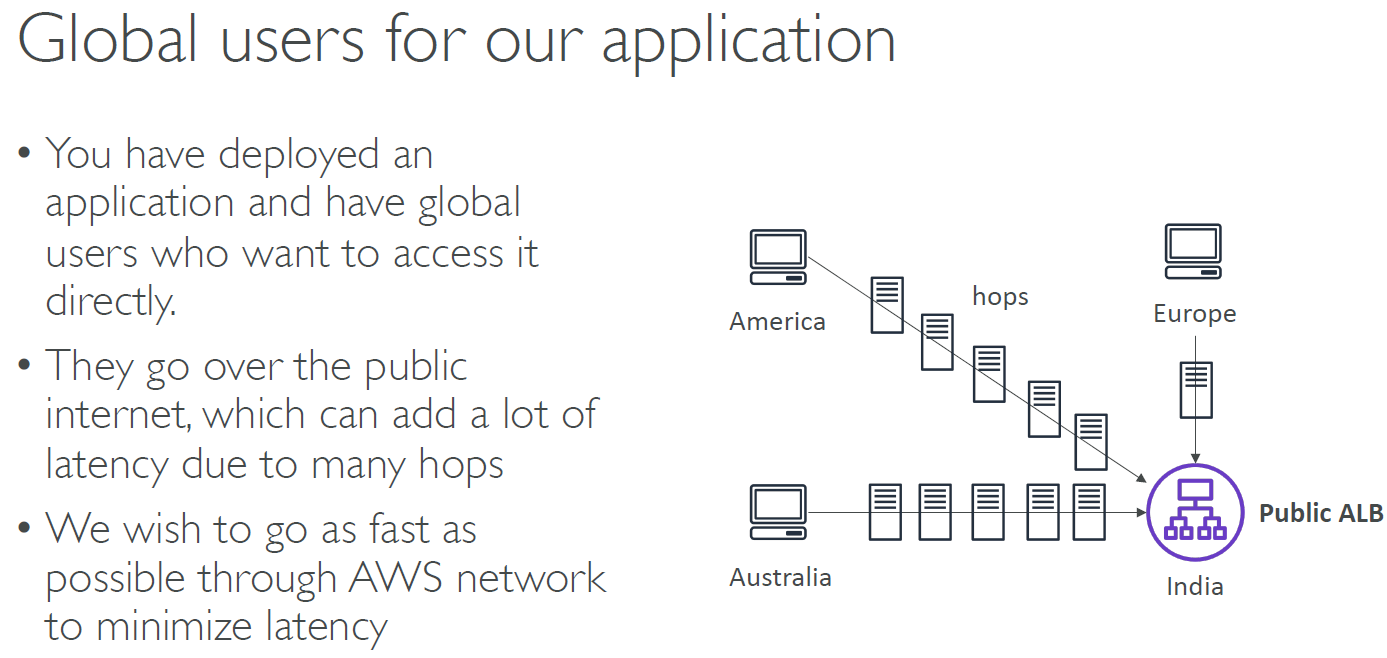 Global users for our application
• You have deployed an
application and have global
users who want to access it
directly.
• They go over the public
internet, which can add a lot of
latency due to many hops
• We wish to go as fast as
possible through AWS network
to minimize latency
hops
America
Europe
Public ALB
Australia
India